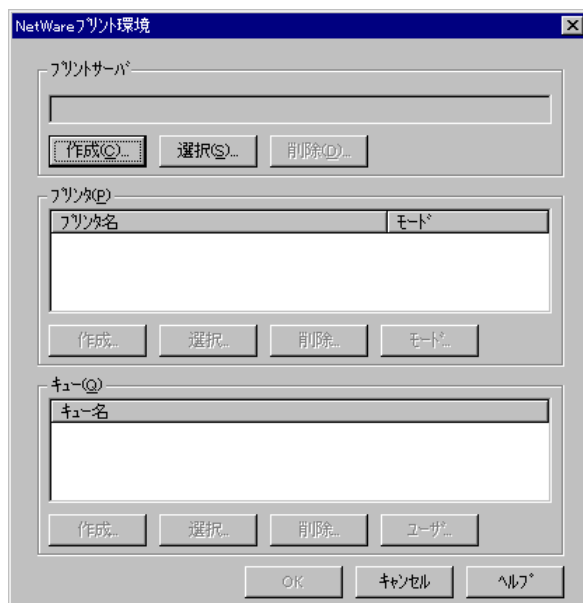 NetWareﾌﾟﾘﾝﾄ環境
ﾌﾟﾘﾝﾄｻｰﾊﾞ
作成(C)... 選択(S)... 削除(D)...
ﾌﾟﾘﾝﾀ(P)
ﾌﾟﾘﾝﾀ名 ﾓｰﾄﾞ
作成... 選択... 削除... ﾓｰﾄﾞ...
ｷｭｰ(Q)
ｷｭｰ名
作成... 選択... 削除... ﾕｰｻﾞ...
OK ｷｬﾝｾﾙ ﾍﾙﾌﾟ